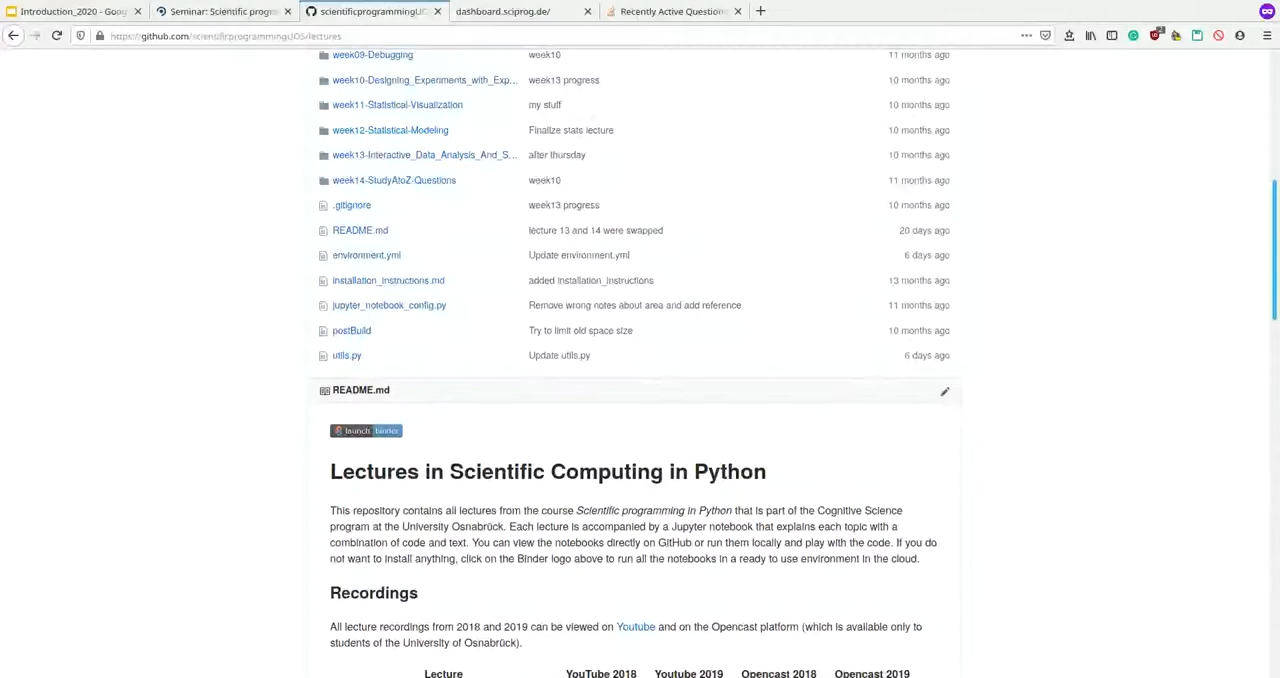 Introduction_2020 - Goog
Seminar: Scientific progra
scientificprogrammingU
dashboard.sciprog.de/
Recently Active Question
https://github.com/scientificprogrammingUOS/lectures
week09-Debugging week10 11 months ago
week10-Designing_Experiments_with_Exp... week13 progress 10 months ago
week11-Statistical-Visualization my stuff 10 months ago
week12-Statistical-Modeling Finalize stats lecture 10 months ago
week13-Interactive_Data_Analysis_And_S... after thursday 10 months ago
week14-StudyAtoZ-Questions week10 11 months ago
.gitignore week13 progress 10 months ago
README.md lecture 13 and 14 were swapped 20 days ago
environment.yml Update environment.yml 6 days ago
installation_instructions.md added installation_instructions 13 months ago
jupyter_notebook_config.py Remove wrong notes about area and add reference 11 months ago
postBuild Try to limit old space size 10 months ago
utils.py Update utils.py 6 days ago
README.md
launch binder
Lectures in Scientific Computing in Python
This repository contains all lectures from the course Scientific programming in Python that is part of the Cognitive Science
program at the University Osnabrück. Each lecture is accompanied by a Jupyter notebook that explains each topic with a
combination of code and text. You can view the notebooks directly on GitHub or run them locally and play with the code. If you do
not want to install anything, click on the Binder logo above to run all the notebooks in a ready to use environment in the cloud.
Recordings
All lecture recordings from 2018 and 2019 can be viewed on Youtube and on the Opencast platform (which is available only to
students of the University of Osnabrück).
Lecture YouTube 2018 Youtube 2019 Opencast 2018 Opencast 2019